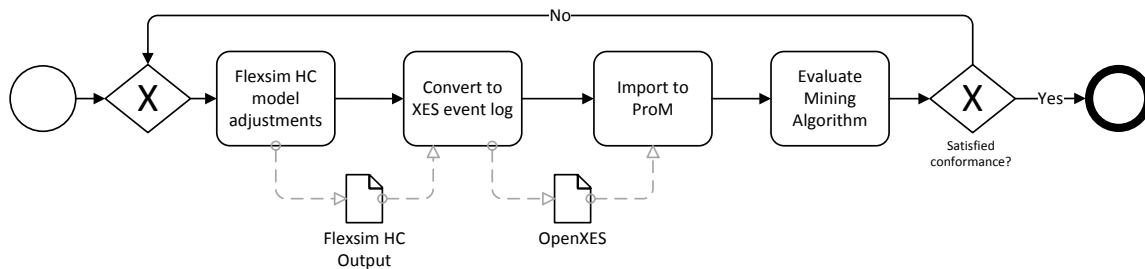 No
Flexsim HC
model
adjustments
Convert to
XES event log
Import to
ProM
Evaluate
Mining
Algorithm
X
X
Yes
Satisfied
conformance?
Flexsim HC
Output
OpenXES